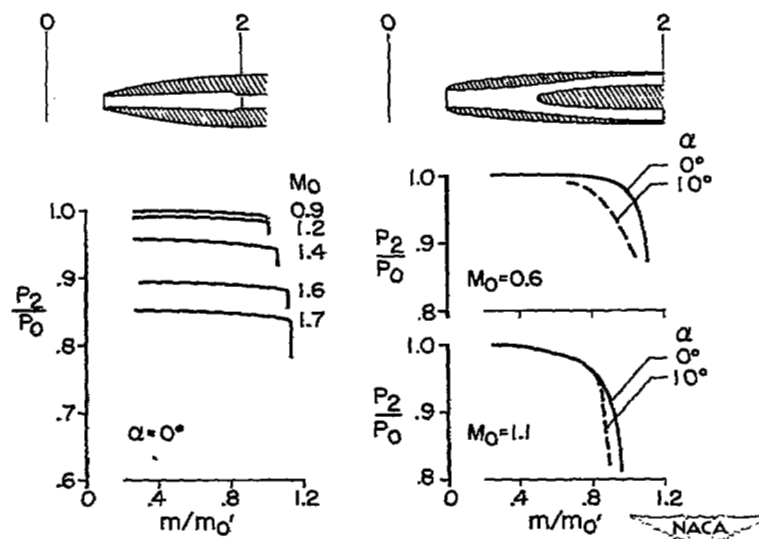 0
2
0
2
M₀
1.0
0.9
1.2
1.4
.9
1.6
1.7
P₂/P₀
.8
.7
α = 0°
.6
0
.4
.8
1.2
m/m₀'
α
0°
10°
1.0
P₂/P₀
.9
M₀=0.6
.8
α
0°
10°
1.0
P₂/P₀
.9
M₀=1.1
.8
0
.4
.8
1.2
m/m₀'
NACA